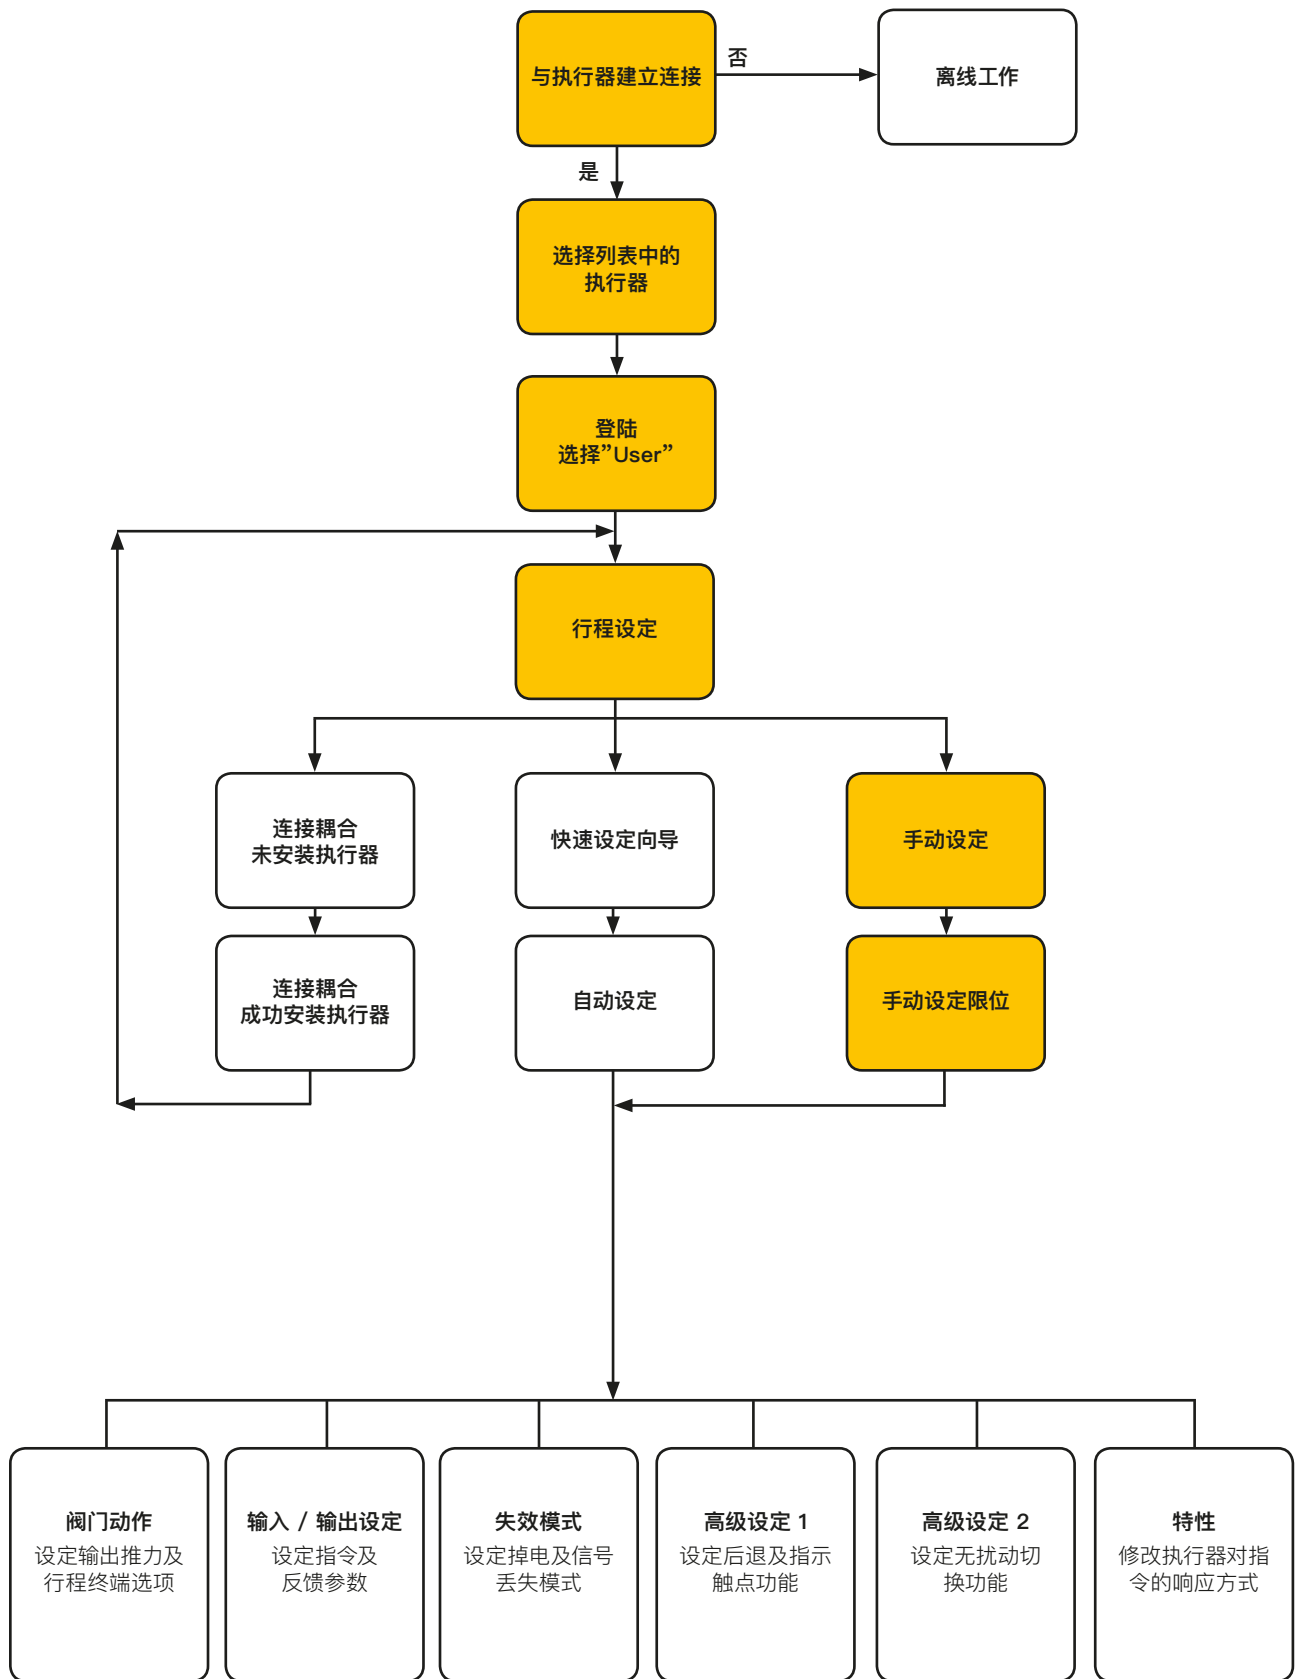 与执行器建立连接
否
离线工作
是
选择列表中的
执行器
登陆
选择”User”
行程设定
连接耦合
未安装执行器
快速设定向导
手动设定
连接耦合
成功安装执行器
自动设定
手动设定限位
阀门动作
设定输出推力及
行程终端选项
输入 / 输出设定
设定指令及
反馈参数
失效模式
设定掉电及信号
丢失模式
高级设定 1
设定后退及指示
触点功能
高级设定 2
设定无扰动切
换功能
特性
修改执行器对指
令的响应方式